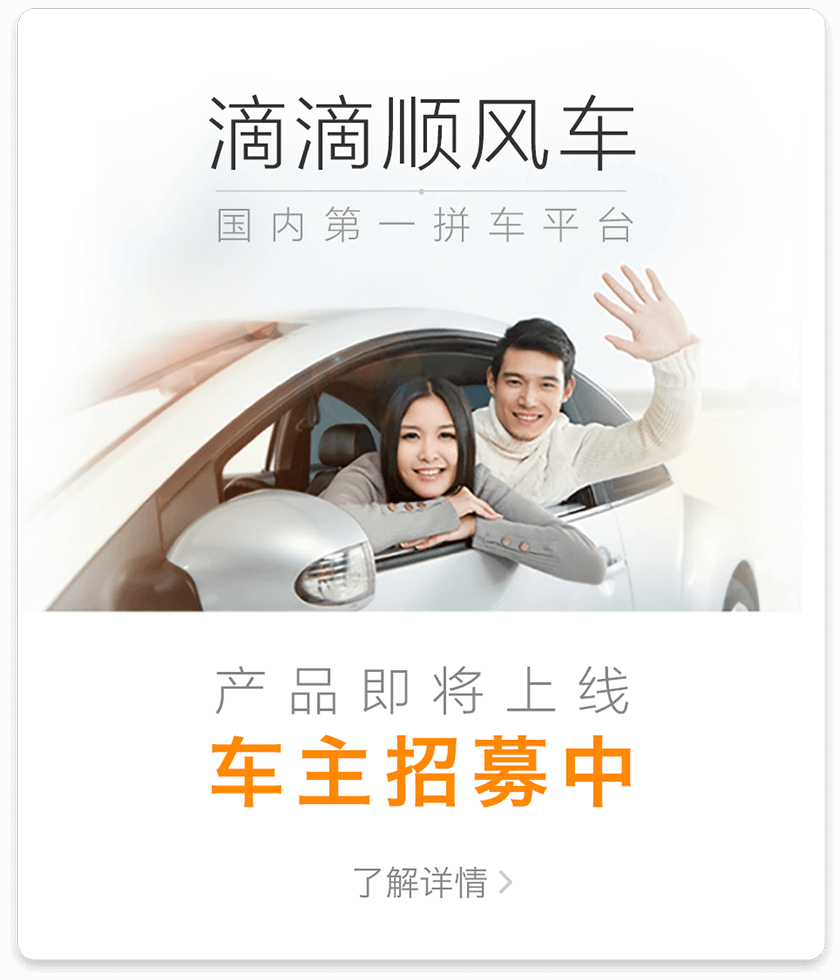 滴滴顺风车
国内第一拼车平台
产品即将上线
车主招募中
了解详情 >